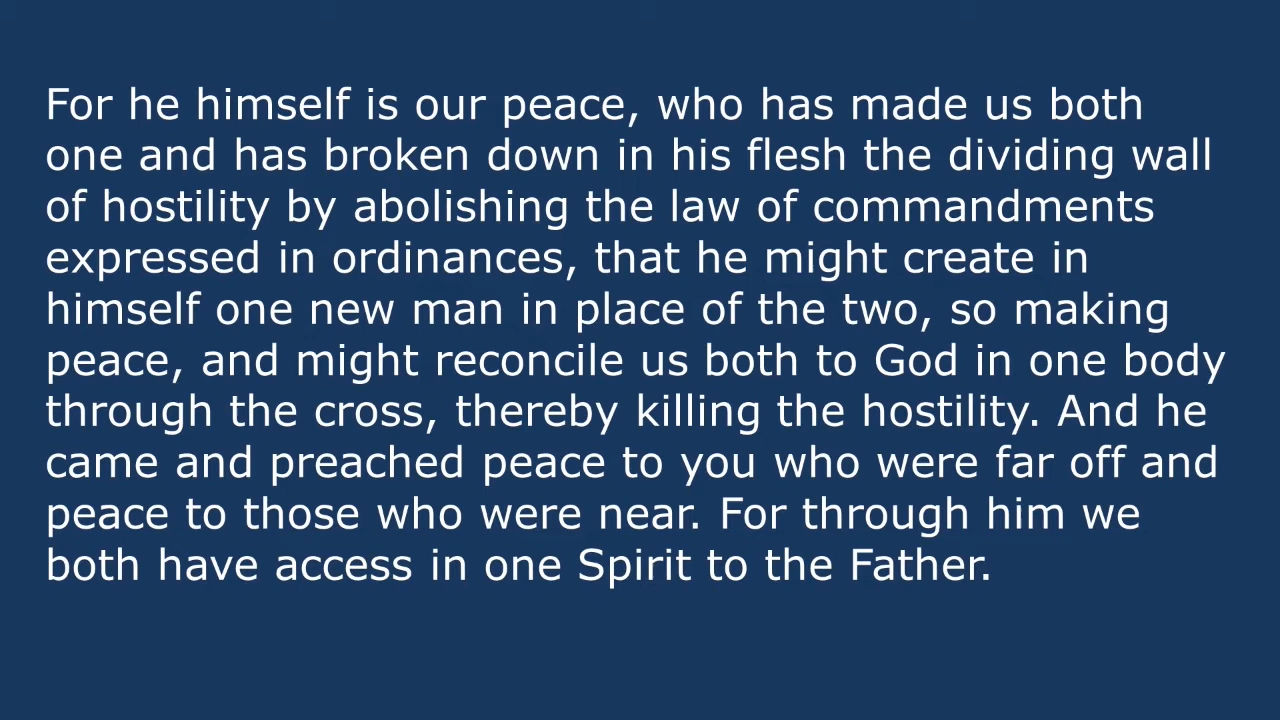 For he himself is our peace, who has made us both
one and has broken down in his flesh the dividing wall
of hostility by abolishing the law of commandments
expressed in ordinances, that he might create in
himself one new man in place of the two, so making
peace, and might reconcile us both to God in one body
through the cross, thereby killing the hostility. And he
came and preached peace to you who were far off and
peace to those who were near. For through him we
both have access in one Spirit to the Father.